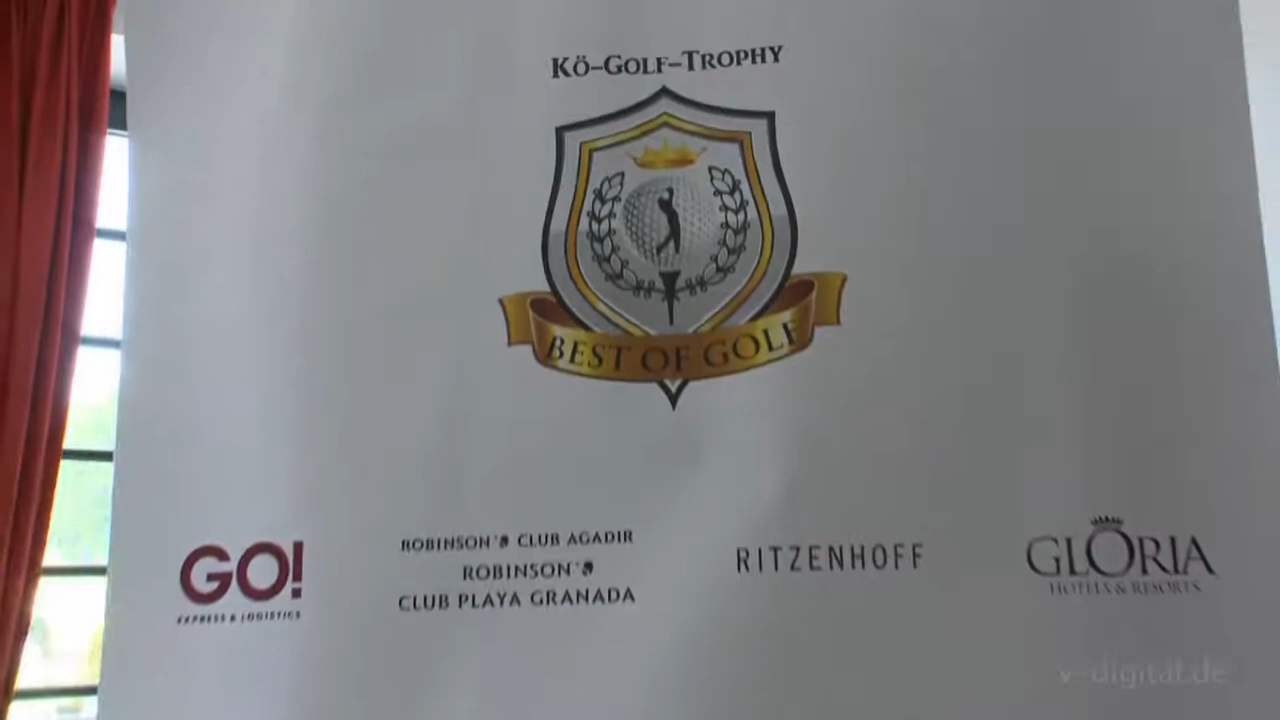 KÖ-GOLF-TROPHY
BEST OF GOLF
GO!
EXPRESS & LOGISTICS
ROBINSON CLUB AGADIR
ROBINSON
CLUB PLAYA GRANADA
RITZENHOFF
GLORIA
HOTELS & RESORTS
v-digital.de